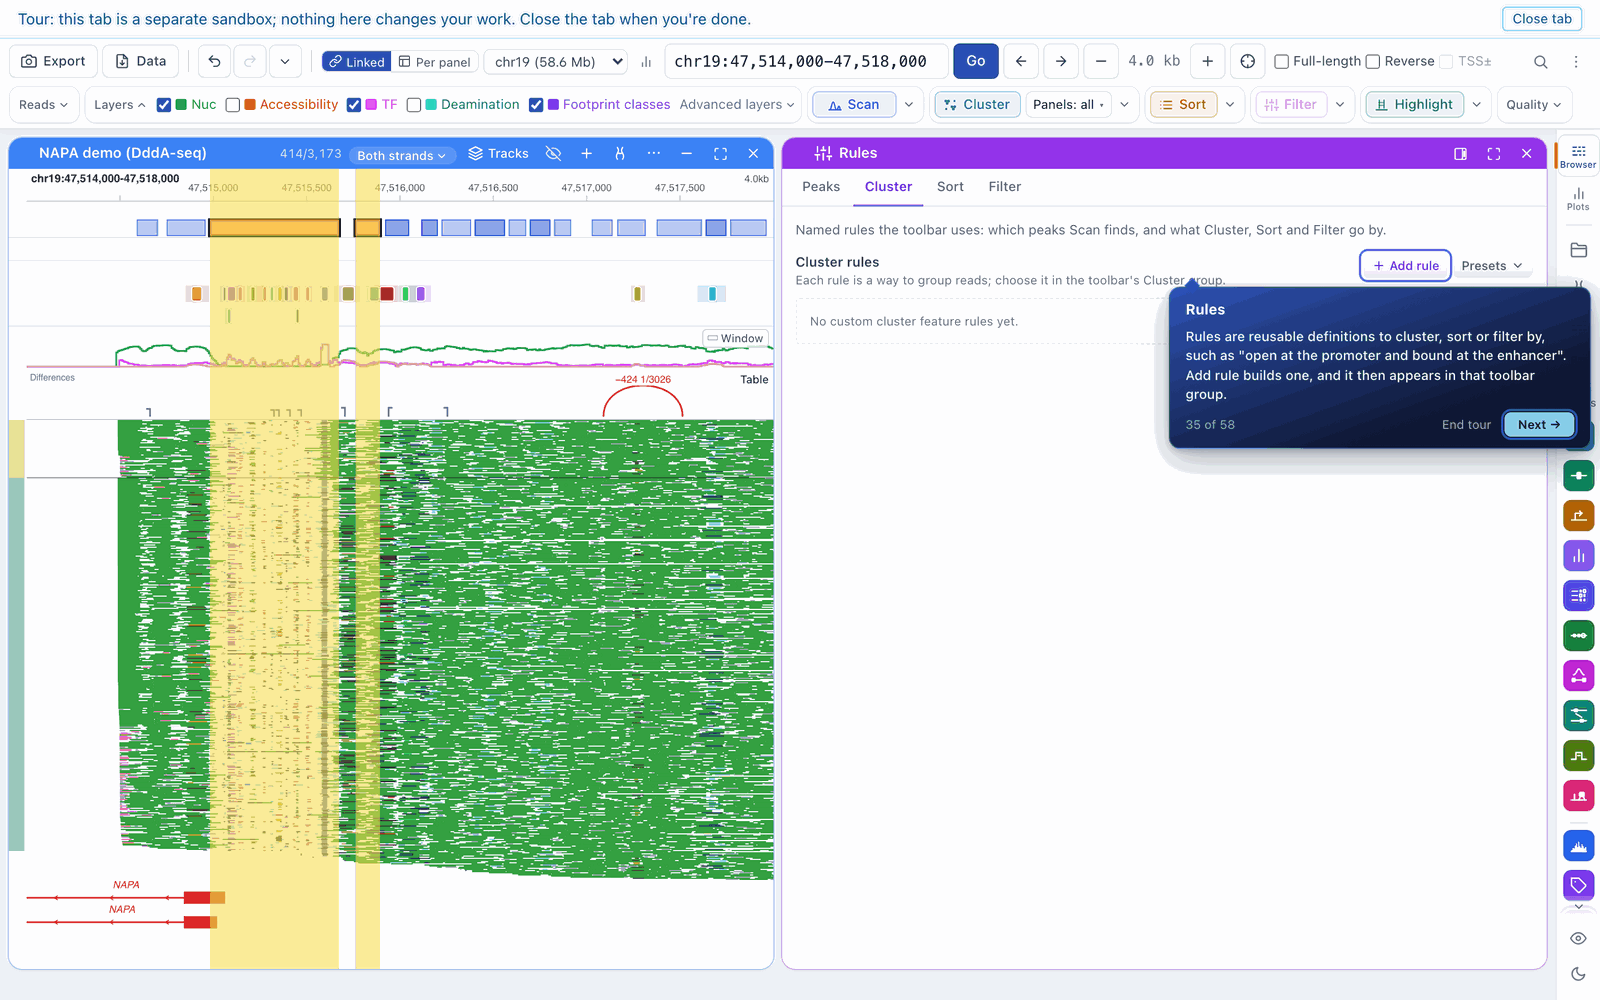 Tour: this tab is a separate sandbox; nothing here changes your work. Close the tab when you're done.
Close tab
Export
Data
Linked
Per panel
chr19 (58.6 Mb)
chr19:47,514,000–47,518,000
Go
4.0 kb
Full-length
Reverse
TSS±
Reads
Layers
Nuc
Accessibility
TF
Deamination
Footprint classes
Advanced layers
Scan
Cluster
Panels: all
Sort
Filter
Highlight
Quality
NAPA demo (DddA-seq)
414/3,173
Both strands
Tracks
chr19:47,514,000-47,518,000
4.0kb
47,515,000
47,515,500
47,516,000
47,516,500
47,517,000
47,517,500
Window
Differences
−424 1/3026
Table
NAPA
NAPA
Rules
Peaks
Cluster
Sort
Filter
Named rules the toolbar uses: which peaks Scan finds, and what Cluster, Sort and Filter go by.
Cluster rules
Each rule is a way to group reads; choose it in the toolbar's Cluster group.
+ Add rule
Presets
No custom cluster feature rules yet.
Rules
Rules are reusable definitions to cluster, sort or filter by,
such as "open at the promoter and bound at the enhancer".
Add rule builds one, and it then appears in that toolbar
group.
35 of 58
End tour
Next →
Browser
Plots